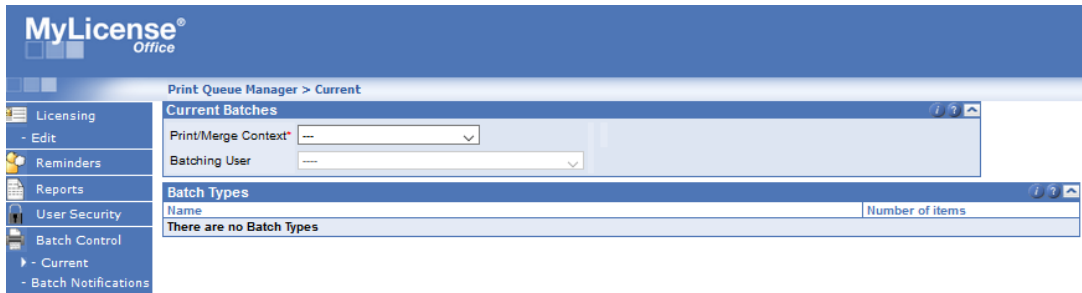 MyLicense®
Office
Print Queue Manager > Current
Licensing
- Edit
Reminders
Reports
User Security
Batch Control
- Current
- Batch Notifications
Current Batches
Print/Merge Context* ---
Batching User ----
Batch Types
Name Number of items
There are no Batch Types